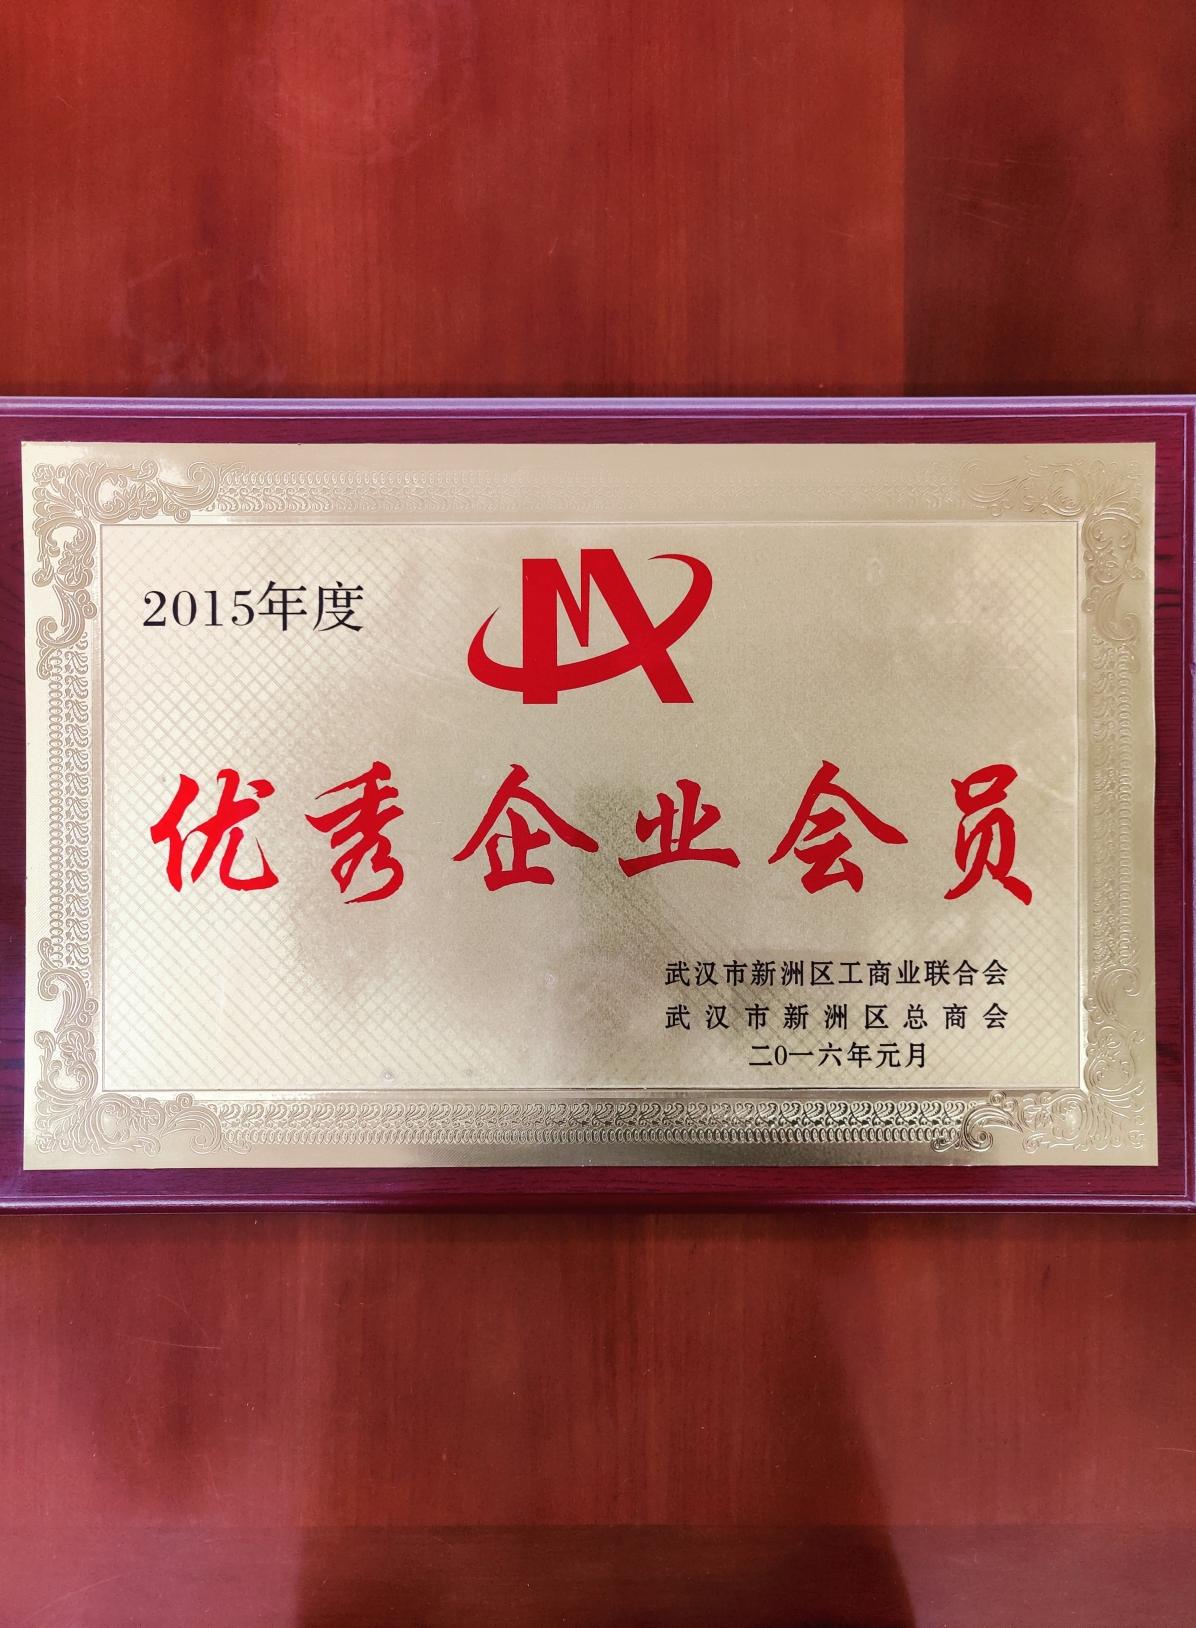 2015年度
优秀企业会员
武汉市新洲区工商业联合会
武汉市新洲区总商会
二0一六年元月